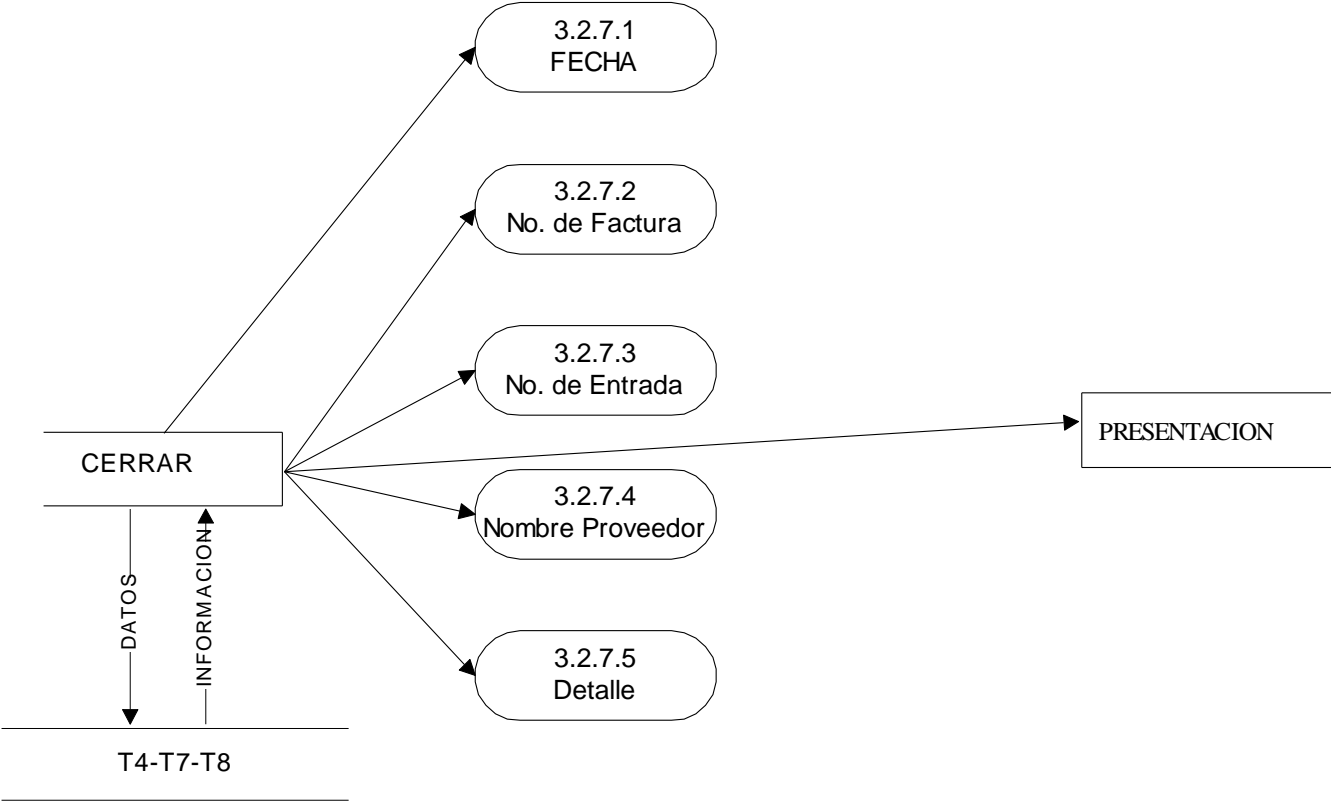 3.2.7.1
FECHA
3.2.7.2
No. de Factura
3.2.7.3
No. de Entrada
CERRAR
PRESENTACION
3.2.7.4
Nombre Proveedor
DATOS
INFORMACION
3.2.7.5
Detalle
T4-T7-T8